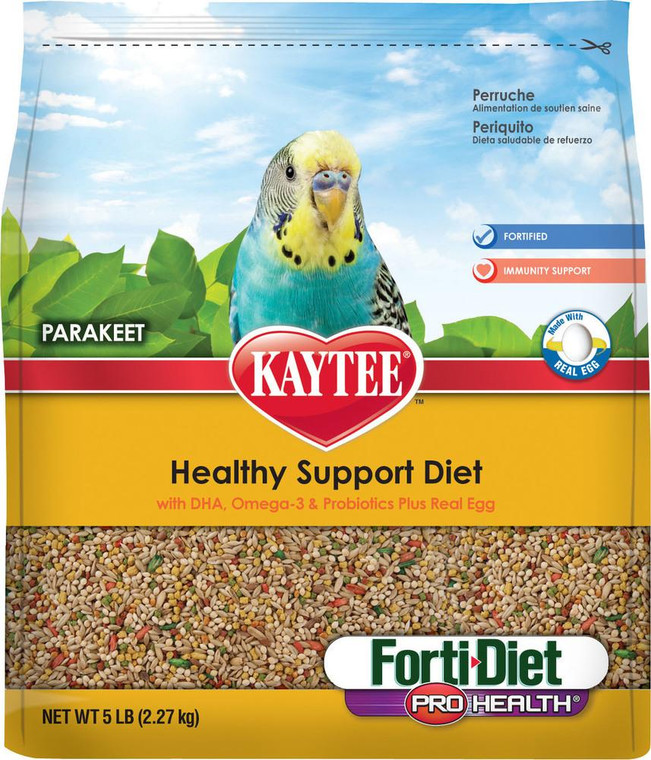 Perruche
Alimentation de soutien saine
Periquito
Dieta saludable de refuerzo
FORTIFIED
IMMUNITY SUPPORT
Made With
REAL EGG
PARAKEET
KAYTEE®
™
Healthy Support Diet
with DHA, Omega-3 & Probiotics Plus Real Egg
Forti Diet
PRO HEALTH®
NET WT 5 LB (2.27 kg)